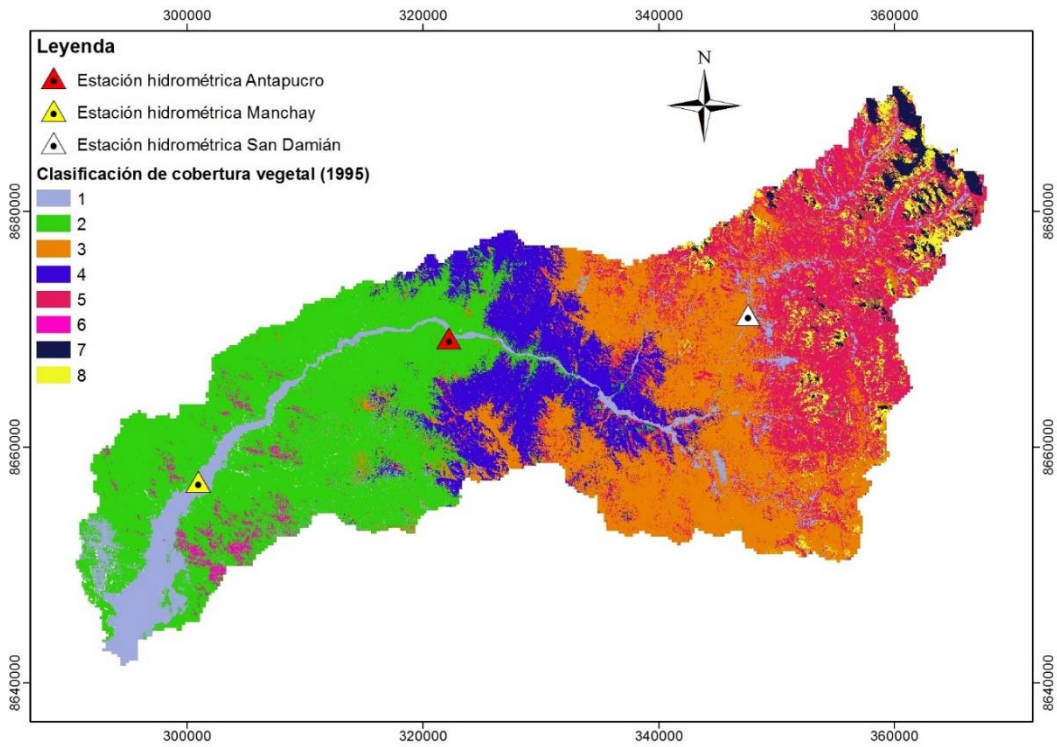 300000 320000 340000 360000
Leyenda
N
Estación hidrométrica Antapucro
Estación hidrométrica Manchay
Estación hidrométrica San Damián
Clasificación de cobertura vegetal (1995)
1
2
3
4
5
6
7
8
8680000 8680000
8660000 8660000
8640000 8640000
300000 320000 340000 360000